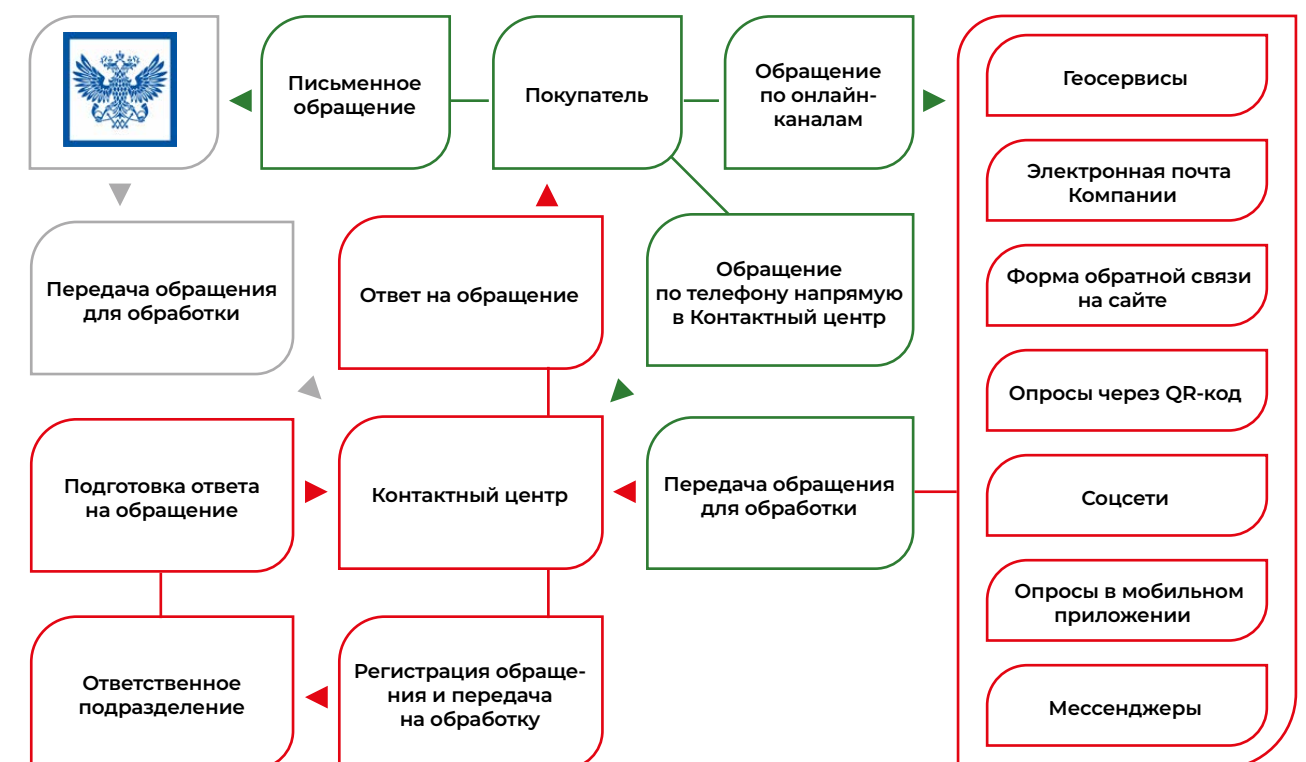 Письменное
обращение
Покупатель
Обращение
по онлайн-
каналам
Геосервисы
Электронная почта
Компании
Форма обратной связи
на сайте
Опросы через QR-код
Соцсети
Опросы в мобильном
приложении
Мессенджеры
Передача обращения
для обработки
Ответ на обращение
Обращение
по телефону напрямую
в Контактный центр
Подготовка ответа
на обращение
Контактный центр
Передача обращения
для обработки
Ответственное
подразделение
Регистрация обраще-
ния и передача
на обработку